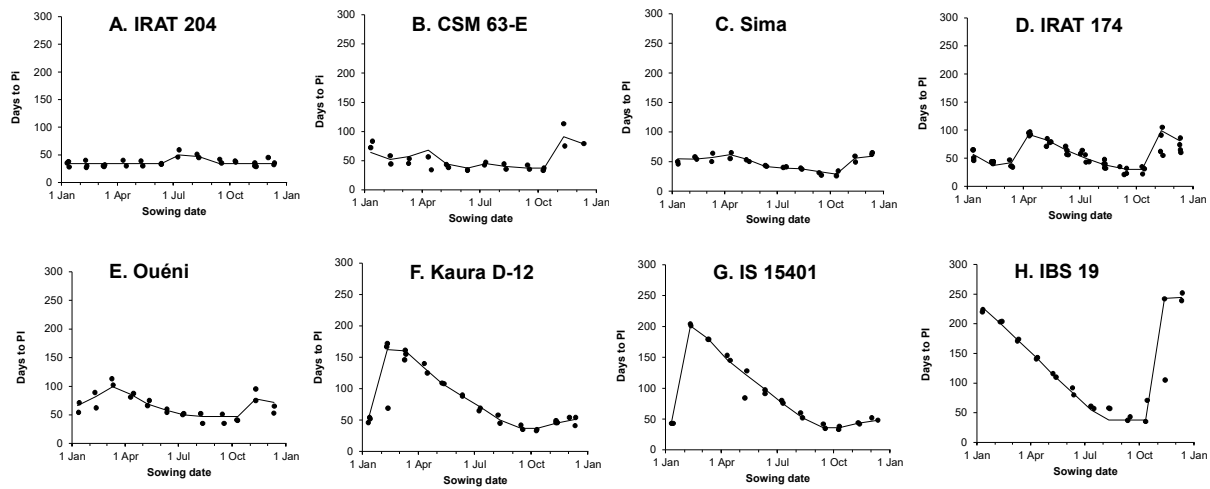 A. IRAT 204
300
250
200
150
100
50
0
Days to Pi
1 Jan 1 Apr 1 Jul 1 Oct 1 Jan
Sowing date
B. CSM 63-E
300
250
200
150
100
50
0
Days to PI
1 Jan 1 Apr 1 Jul 1 Oct 1 Jan
Sowing date
C. Sima
300
250
200
150
100
50
0
Days to PI
1 Jan 1 Apr 1 Jul 1 Oct 1 Jan
Sowing date
D. IRAT 174
300
250
200
150
100
50
0
Days to PI
1 Jan 1 Apr 1 Jul 1 Oct 1 Jan
Sowing date
E. Ouéni
300
250
200
150
100
50
0
Days to PI
1 Jan 1 Apr 1 Jul 1 Oct 1 Jan
Sowing date
F. Kaura D-12
300
250
200
150
100
50
0
Days to PI
1 Jan 1 Apr 1 Jul 1 Oct 1 Jan
Sowing date
G. IS 15401
300
250
200
150
100
50
0
Days to PI
1 Jan 1 Apr 1 Jul 1 Oct 1 Jan
Sowing date
H. IBS 19
300
250
200
150
100
50
0
Days to PI
1 Jan 1 Apr 1 Jul 1 Oct 1 Jan
Sowing date